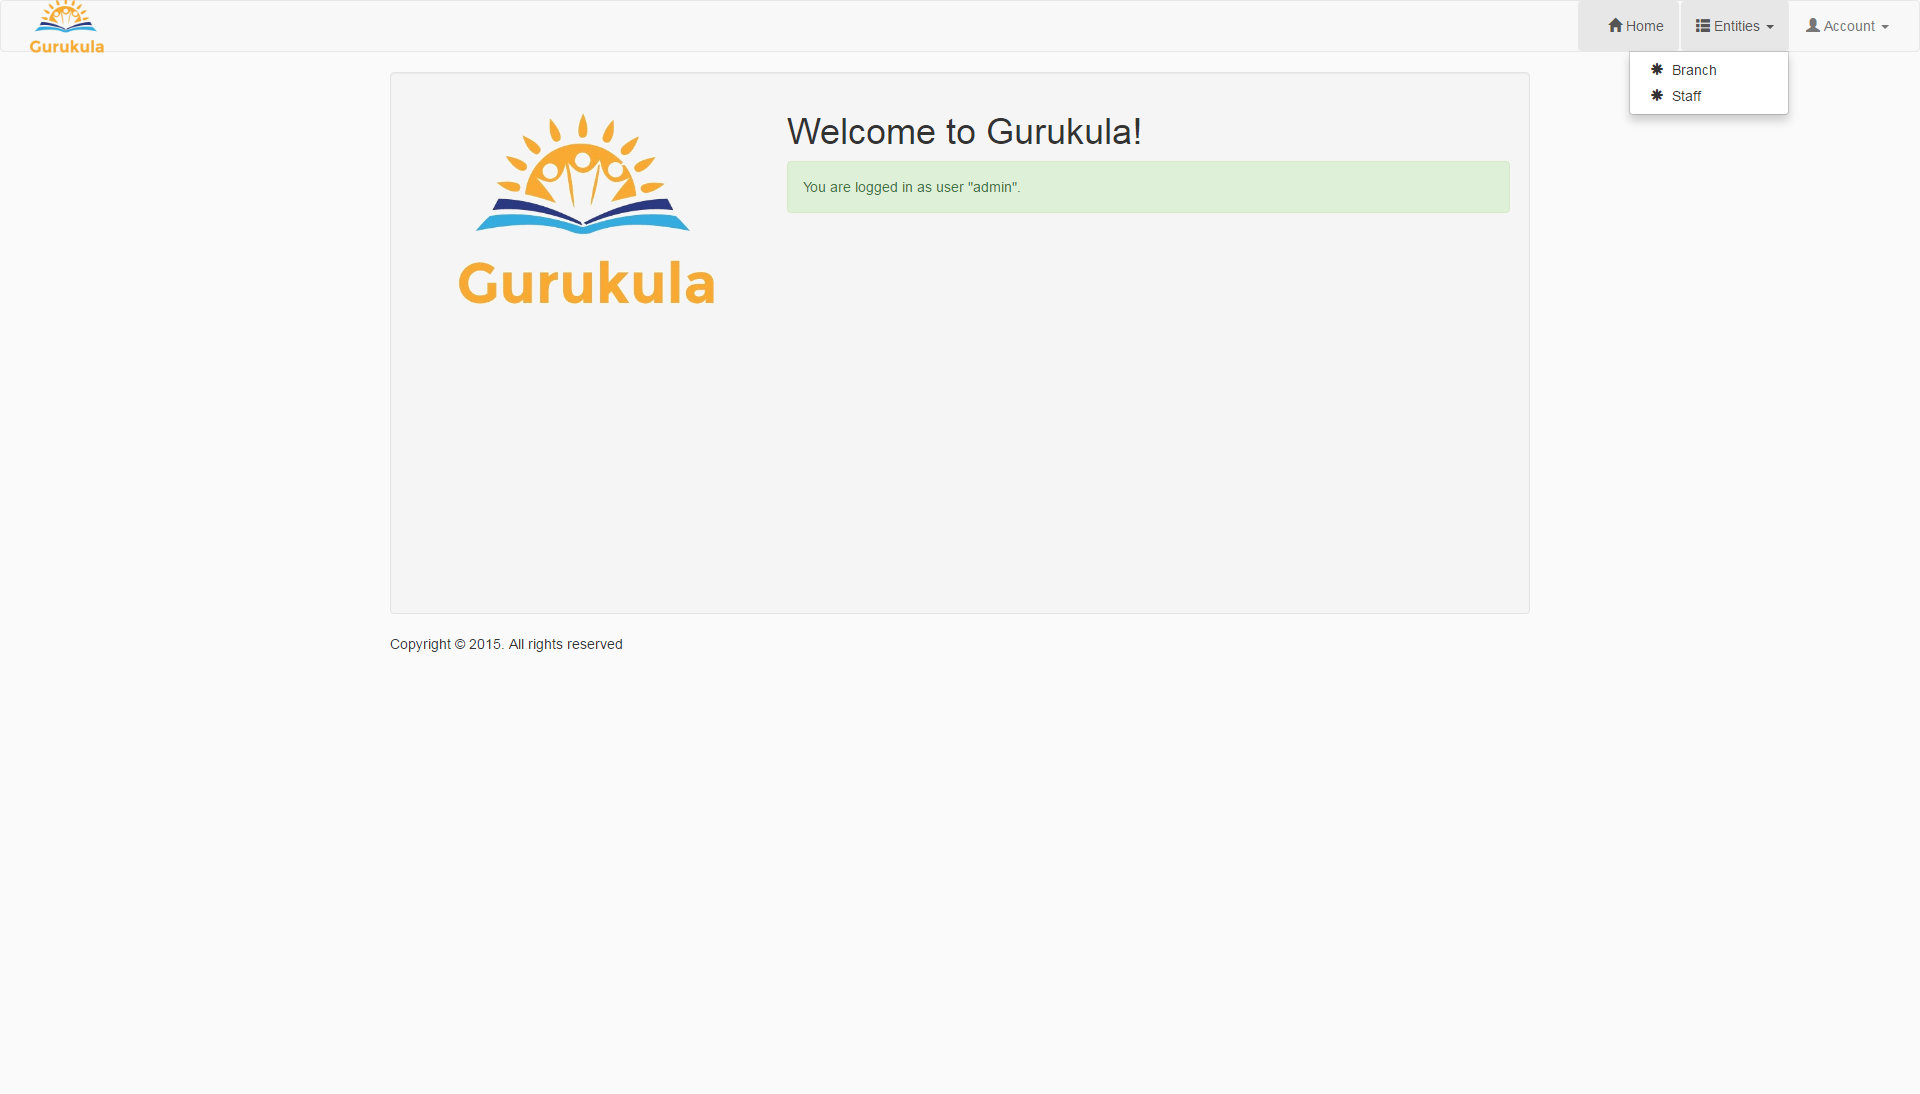 Gurukula
Home
Entities
Account
Branch
Staff
Gurukula
Welcome to Gurukula!
You are logged in as user "admin".
Copyright © 2015. All rights reserved